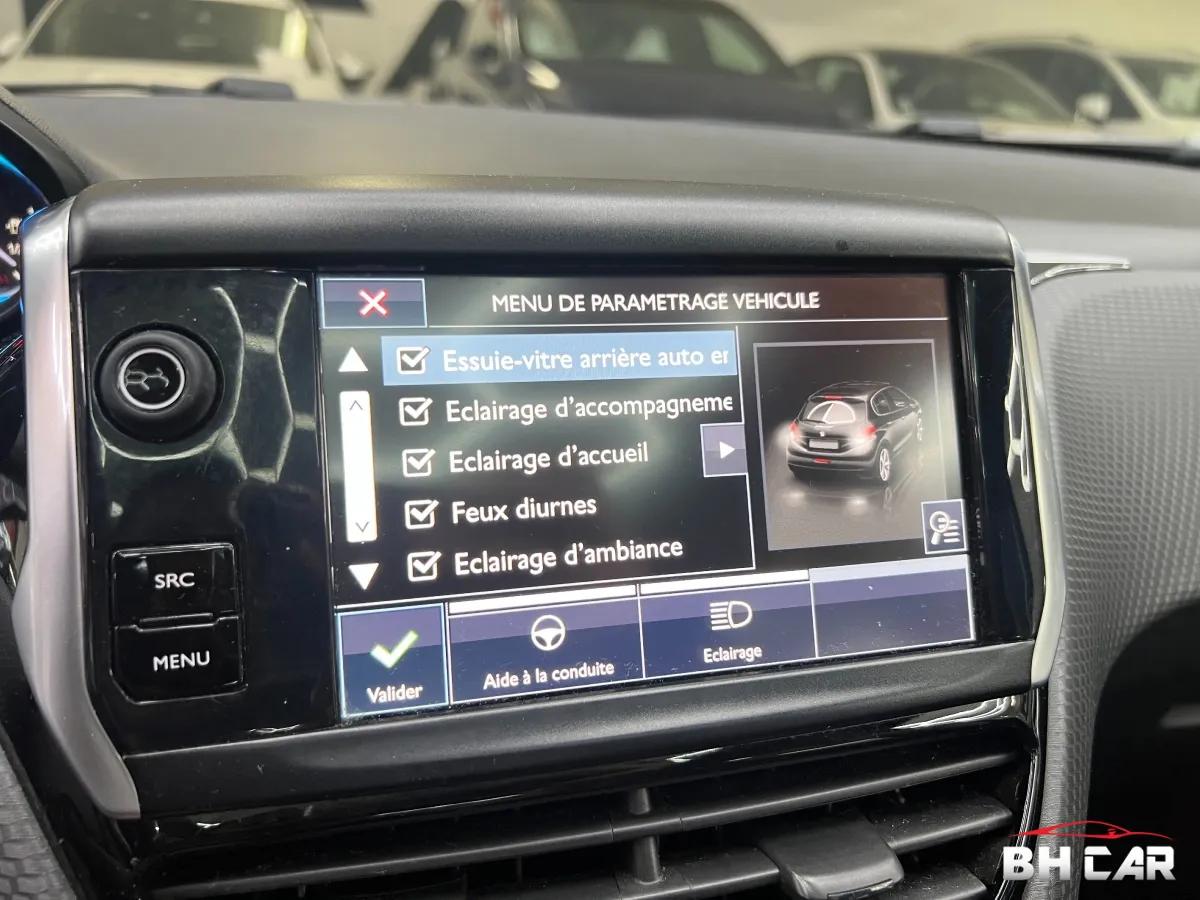 MENU DE PARAMETRAGE VEHICULE
Essuie-vitre arrière auto er
Eclairage d'accompagneme
Eclairage d'accueil
Feux diurnes
Eclairage d'ambiance
SRC
MENU
Valider
Aide à la conduite
Eclairage
BH CAR